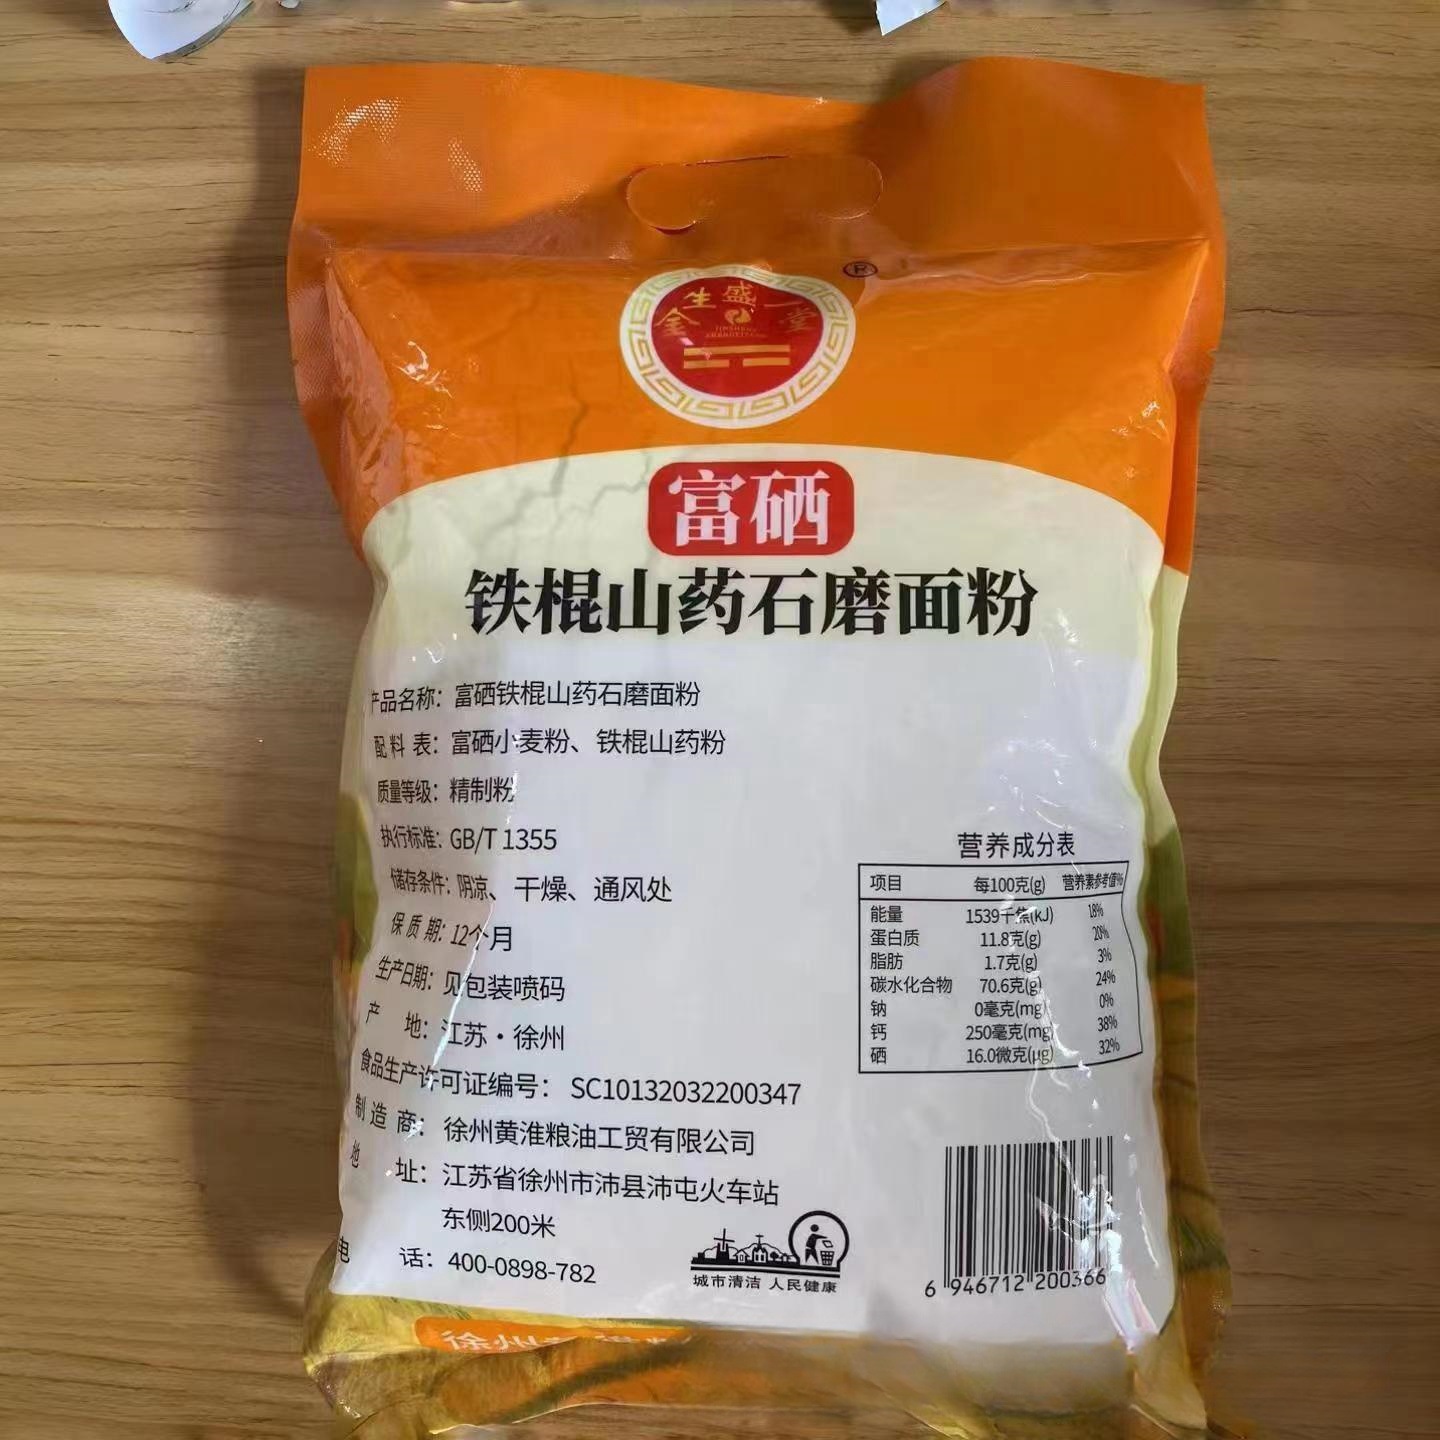 金生盛一堂
®
富硒
铁棍山药石磨面粉
产品名称：富硒铁棍山药石磨面粉
配料表：富硒小麦粉、铁棍山药粉
质量等级：精制粉
执行标准：GB/T 1355
储存条件：阴凉、干燥、通风处
保质期：12个月
生产日期：见包装喷码
产地：江苏·徐州
食品生产许可证编号： SC10132032200347
制造商：徐州黄淮粮油工贸有限公司
地址：江苏省徐州市沛县沛屯火车站
东侧200米
电话：400-0898-782
营养成分表
项目 每100克(g) 营养素参考值%
能量 1539千焦(kJ) 18%
蛋白质 11.8克(g) 20%
脂肪 1.7克(g) 3%
碳水化合物 70.6克(g) 24%
钠 0毫克(mg) 0%
钙 250毫克(mg) 38%
硒 16.0微克(μg) 32%
城市清洁 人民健康
6 946712 200366
徐州